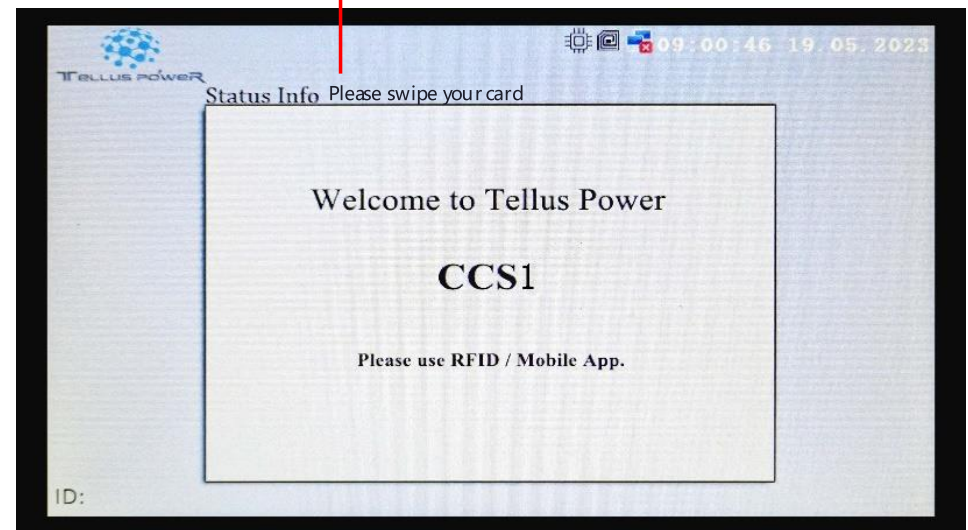 09:00:46 19.05.2023
TELLUS POWER
Status Info Please swipe your card
Welcome to Tellus Power
CCS1
Please use RFID / Mobile App.
ID: